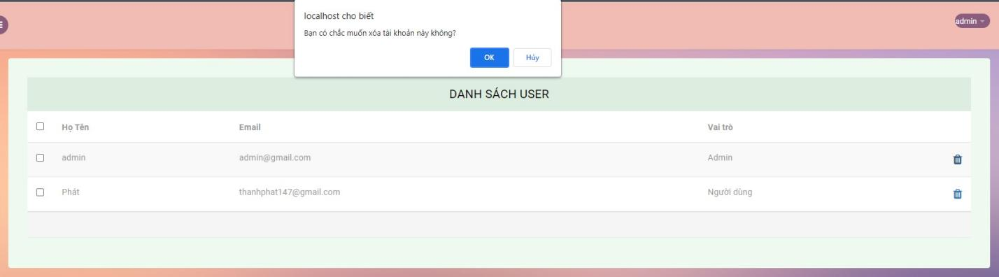 localhost cho biết
Bạn có chắc muốn xóa tài khoản này không?
OK Hủy
admin
DANH SÁCH USER
Họ Tên Email Vai trò
admin admin@gmail.com Admin
Phát thanhphat147@gmail.com Người dùng